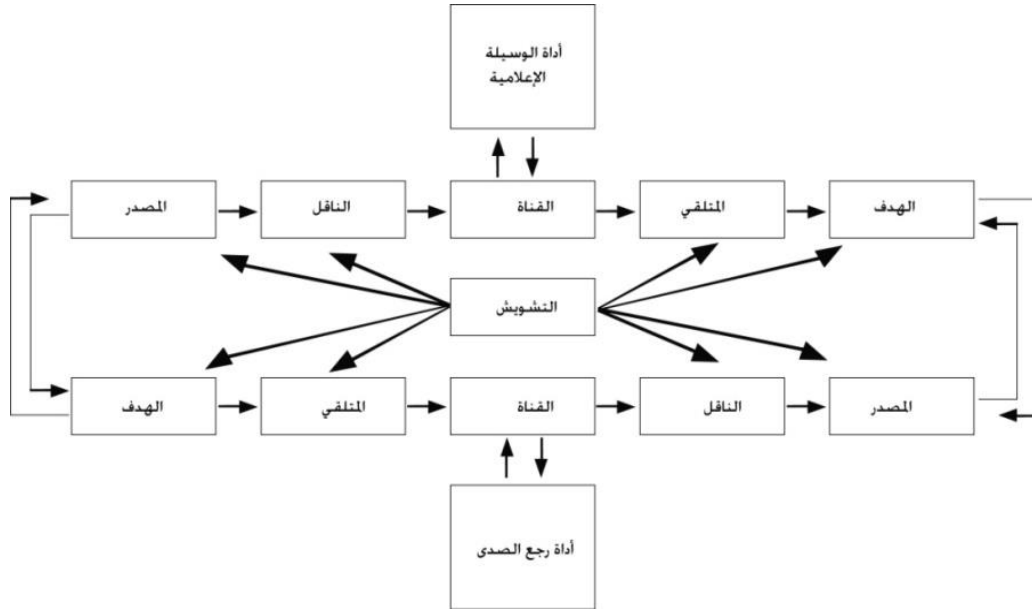 أداة الوسيلة
الإعلامية
المصدر
الناقل
القناة
المتلقي
الهدف
التشويش
الهدف
المتلقي
القناة
الناقل
المصدر
أداة رجع الصدى